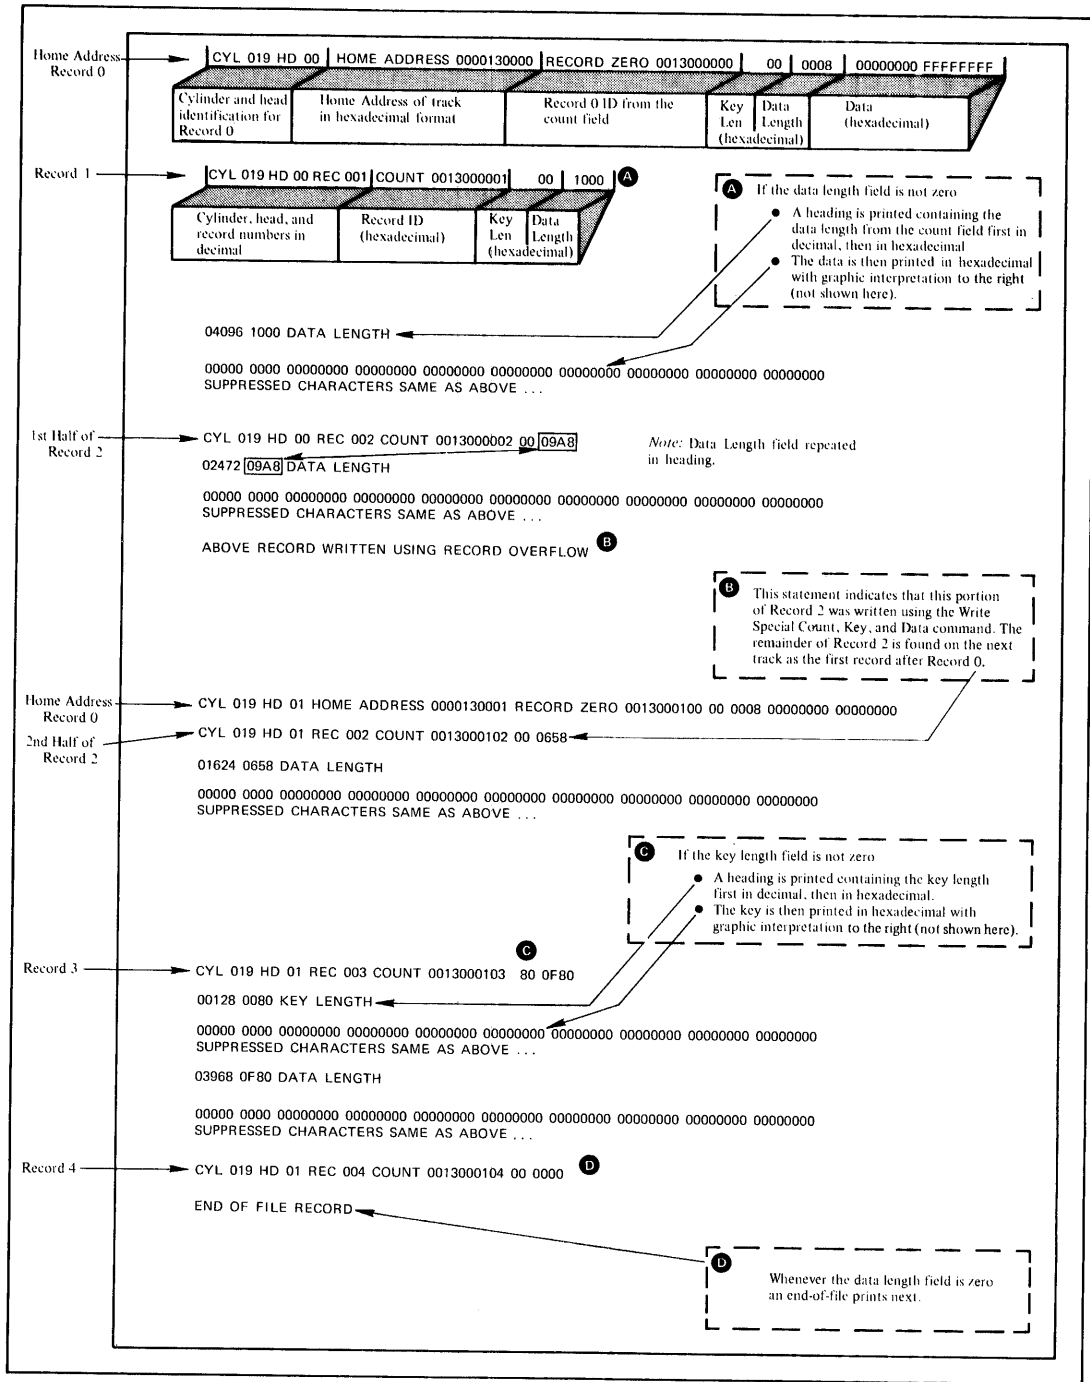 Home Address
Record 0
CYL 019 HD 00 HOME ADDRESS 0000130000 RECORD ZERO 0013000000 00 0008 00000000 FFFFFFFF
Cylinder and head
identification for
Record 0
Home Address of track
in hexadecimal format
Record 0 ID from the
count field
Key
Len
Data
Length
(hexadecimal)
Data
(hexadecimal)
Record 1
CYL 019 HD 00 REC 001 COUNT 0013000001 00 1000 A
Cylinder, head, and
record numbers in
decimal
Record ID
(hexadecimal)
Key
Len
Data
Length
(hexadecimal)
A If the data length field is not zero
• A heading is printed containing the
data length from the count field first in
decimal, then in hexadecimal
• The data is then printed in hexadecimal
with graphic interpretation to the right
(not shown here).
04096 1000 DATA LENGTH
00000 0000 00000000 00000000 00000000 00000000 00000000 00000000 00000000 00000000
SUPPRESSED CHARACTERS SAME AS ABOVE ...
1st Half of
Record 2
CYL 019 HD 00 REC 002 COUNT 0013000002 00 09A8
Note: Data Length field repeated
in heading.
02472 09A8 DATA LENGTH
00000 0000 00000000 00000000 00000000 00000000 00000000 00000000 00000000 00000000
SUPPRESSED CHARACTERS SAME AS ABOVE ...
ABOVE RECORD WRITTEN USING RECORD OVERFLOW B
B This statement indicates that this portion
of Record 2 was written using the Write
Special Count, Key, and Data command. The
remainder of Record 2 is found on the next
track as the first record after Record 0.
Home Address
Record 0
CYL 019 HD 01 HOME ADDRESS 0000130001 RECORD ZERO 0013000100 00 0008 00000000 00000000
2nd Half of
Record 2
CYL 019 HD 01 REC 002 COUNT 0013000102 00 0658
01624 0658 DATA LENGTH
00000 0000 00000000 00000000 00000000 00000000 00000000 00000000 00000000 00000000
SUPPRESSED CHARACTERS SAME AS ABOVE ...
C If the key length field is not zero
• A heading is printed containing the key length
first in decimal, then in hexadecimal.
• The key is then printed in hexadecimal with
graphic interpretation to the right (not shown here).
C
Record 3
CYL 019 HD 01 REC 003 COUNT 0013000103 80 0F80
00128 0080 KEY LENGTH
00000 0000 00000000 00000000 00000000 00000000 00000000 00000000 00000000 00000000
SUPPRESSED CHARACTERS SAME AS ABOVE ...
03968 0F80 DATA LENGTH
00000 0000 00000000 00000000 00000000 00000000 00000000 00000000 00000000 00000000
SUPPRESSED CHARACTERS SAME AS ABOVE ...
Record 4
CYL 019 HD 01 REC 004 COUNT 0013000104 00 0000 D
END OF FILE RECORD
D
Whenever the data length field is zero
an end-of-file prints next.